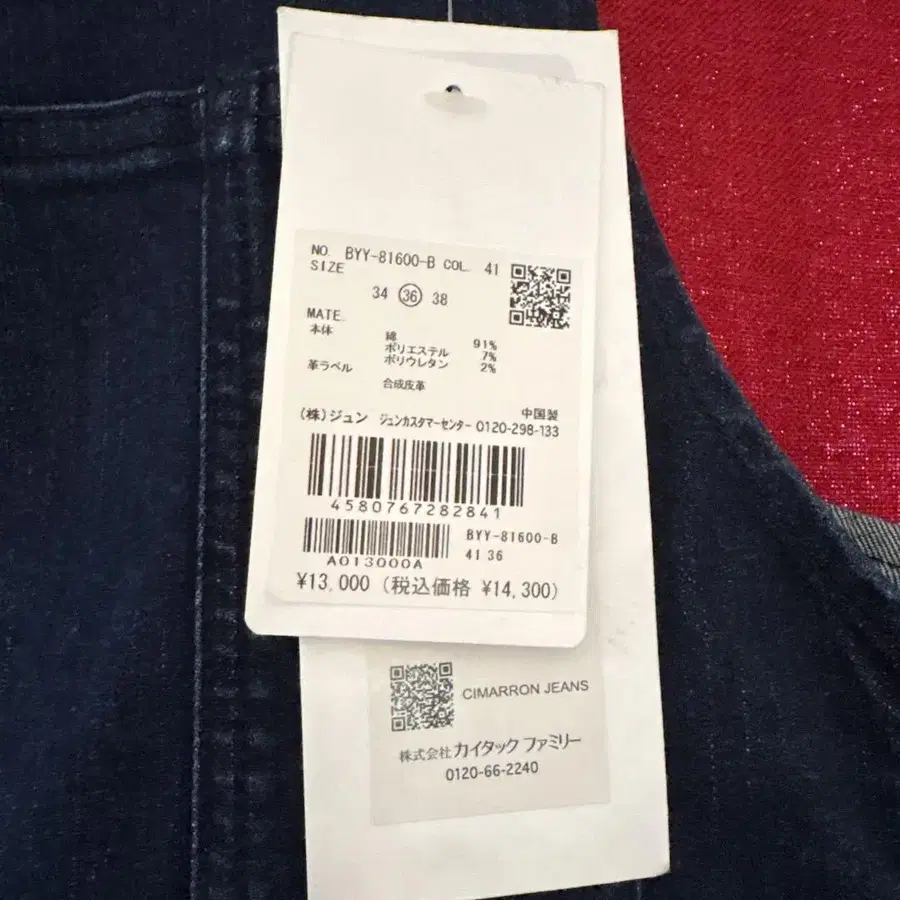 NO. BYY-81600-B COL. 41
SIZE
34 36 38
MATE.
本体 綿 91%
ポリエステル 7%
ポリウレタン 2%
革ラベル 合成皮革
中国製
(株)ジュン ジュンカスタマーセンター 0120-298-133
4580767282841
BYY-81600-B
41 36
A013000A
¥13,000 (税込価格 ¥14,300)
CIMARRON JEANS
株式会社カイタック ファミリー
0120-66-2240